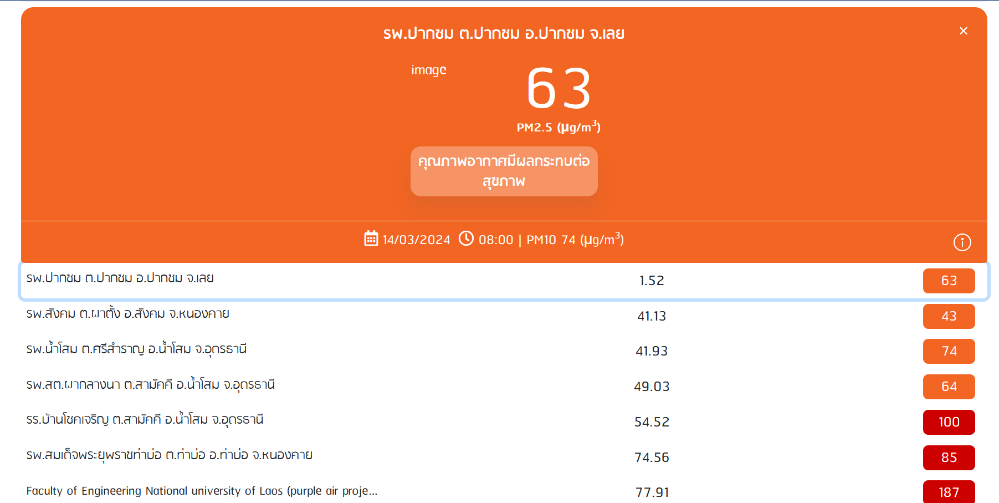 รพ.ปากชม ต.ปากชม อ.ปากชม จ.เลย
×
image
63
PM2.5 (µg/m³)
คุณภาพอากาศมีผลกระทบต่อ
สุขภาพ
14/03/2024 08:00 | PM10 74 (µg/m³)
รพ.ปากชม ต.ปากชม อ.ปากชม จ.เลย 1.52 63
รพ.สังคม ต.ผาตั้ง อ.สังคม จ.หนองคาย 41.13 43
รพ.น้ำโสม ต.ศรีสำราญ อ.น้ำโสม จ.อุดรธานี 41.93 74
รพ.สต.ผากลางนา ต.สามัคคี อ.น้ำโสม จ.อุดรธานี 49.03 64
รร.บ้านโชคเจริญ ต.สามัคคี อ.น้ำโสม จ.อุดรธานี 54.52 100
รพ.สมเด็จพระยุพราชท่าบ่อ ต.ท่าบ่อ อ.ท่าบ่อ จ.หนองคาย 74.56 85
Faculty of Engineering National university of Laos (purple air proje... 77.91 187